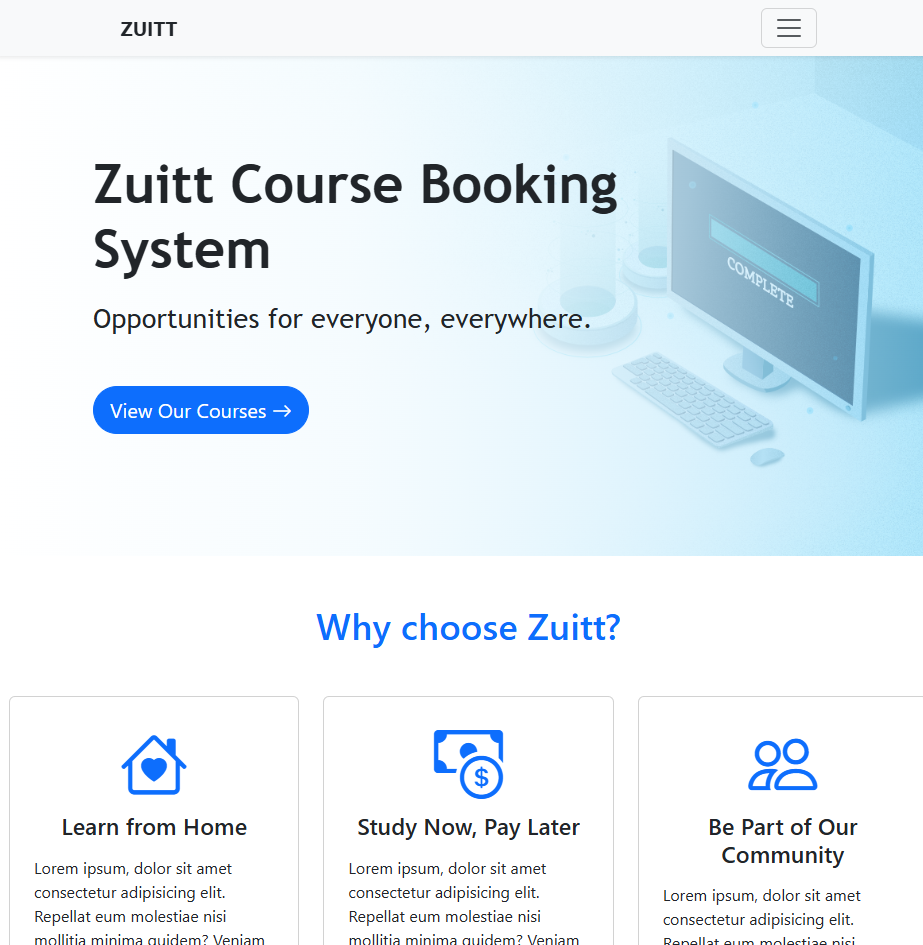 ZUITT
Zuitt Course Booking
System
Opportunities for everyone, everywhere.
View Our Courses →
COMPLETE
Why choose Zuitt?
$
Learn from Home
Lorem ipsum, dolor sit amet
consectetur adipisicing elit.
Repellat eum molestiae nisi
mollitia minima quidem? Veniam
$
Study Now, Pay Later
Lorem ipsum, dolor sit amet
consectetur adipisicing elit.
Repellat eum molestiae nisi
mollitia minima quidem? Veniam
Be Part of Our
Community
Lorem ipsum, dolor sit amet
consectetur adipisicing elit.
Repellat eum molestiae nisi